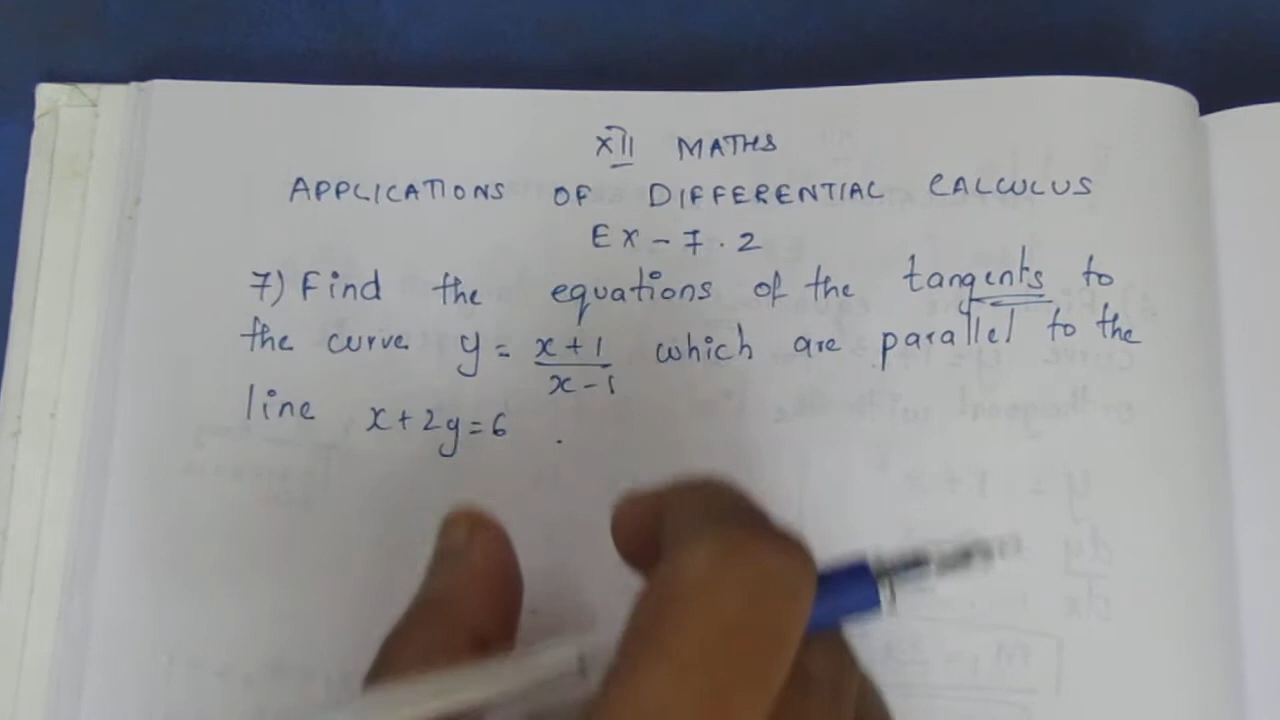 XII MATHS
APPLICATIONS OF DIFFERENTIAL CALCULUS
EX - 7.2
7) Find the equations of the tangents to
the curve y = x+1/x-1 which are parallel to the
line x+2y=6.